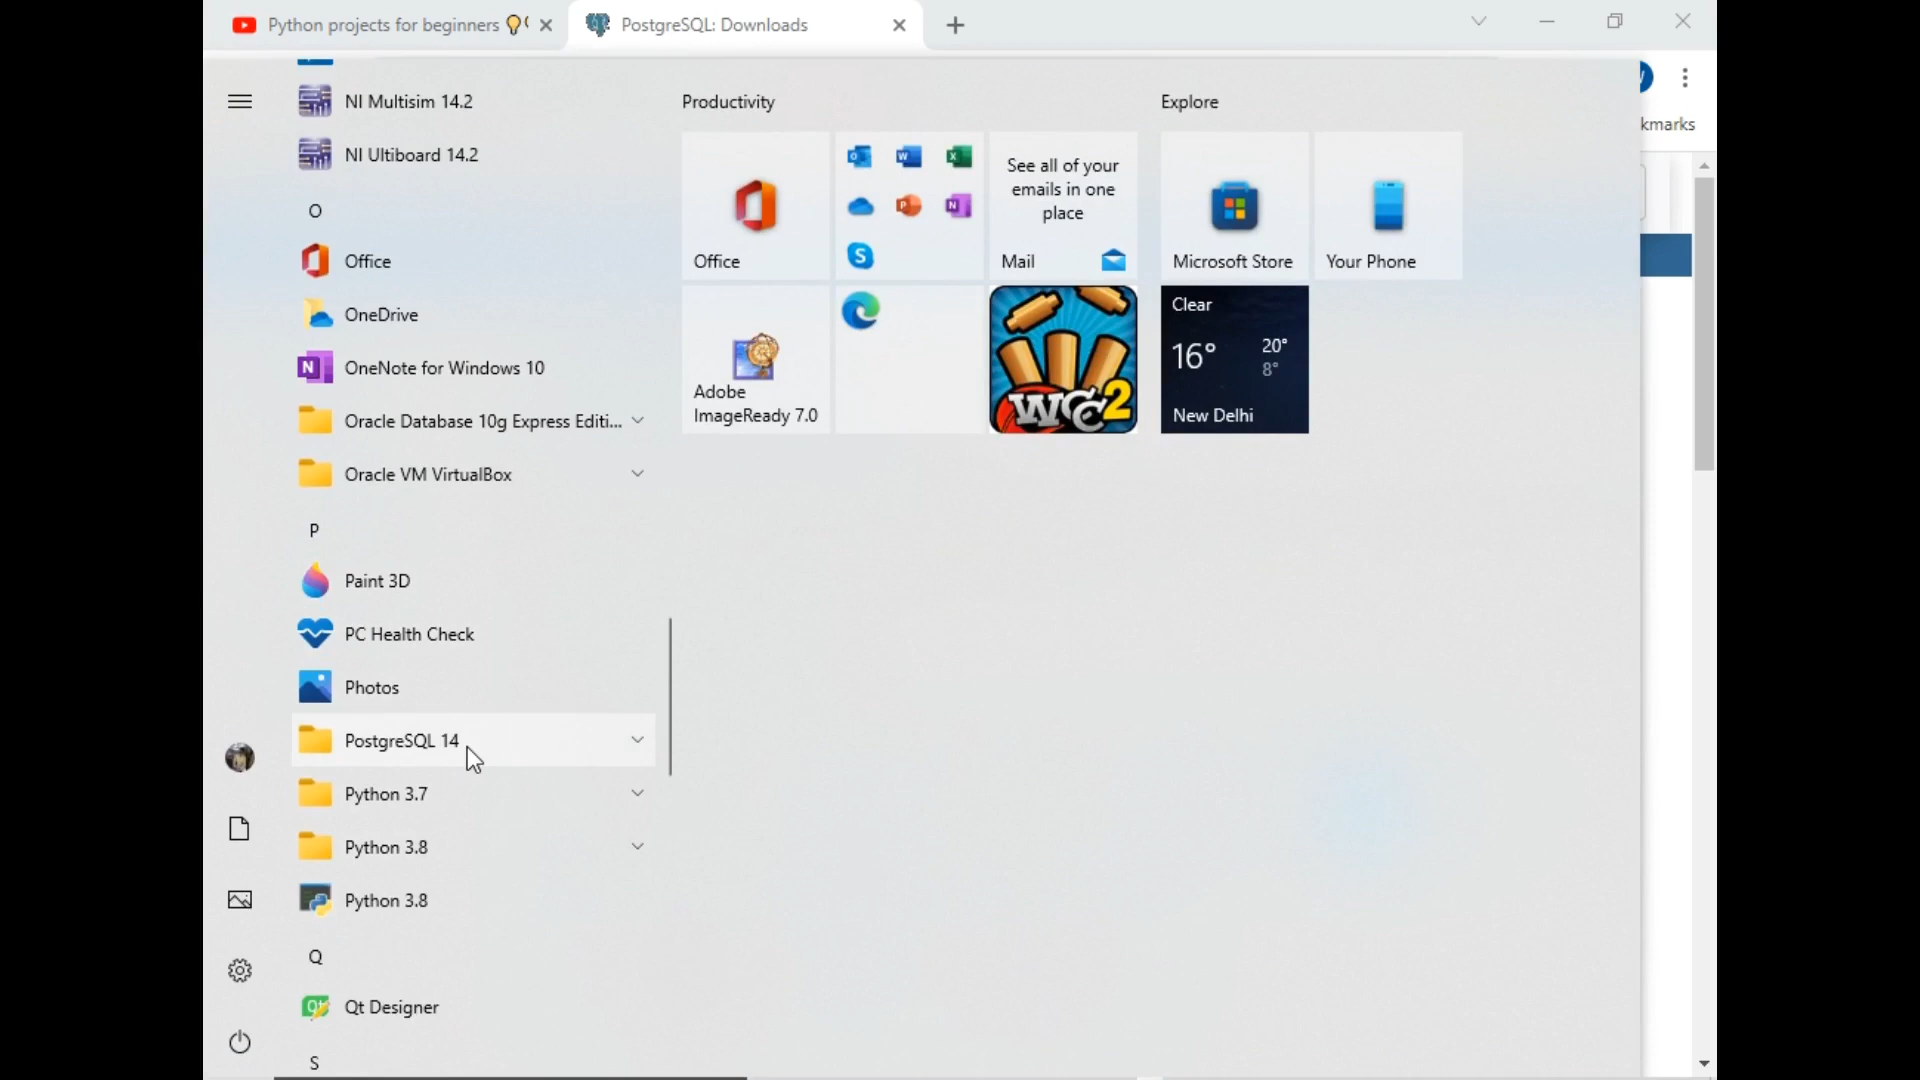 Python projects for beginners
PostgreSQL: Downloads
kmarks
NI Multisim 14.2
NI Ultiboard 14.2
O
Office
OneDrive
OneNote for Windows 10
Oracle Database 10g Express Editi...
Oracle VM VirtualBox
P
Paint 3D
PC Health Check
Photos
PostgreSQL 14
Python 3.7
Python 3.8
Python 3.8
Q
Qt Designer
S
Productivity
Office
See all of your
emails in one
place
Mail
Adobe
ImageReady 7.0
WCC2
Explore
Microsoft Store
Your Phone
Clear
16°
20°
8°
New Delhi